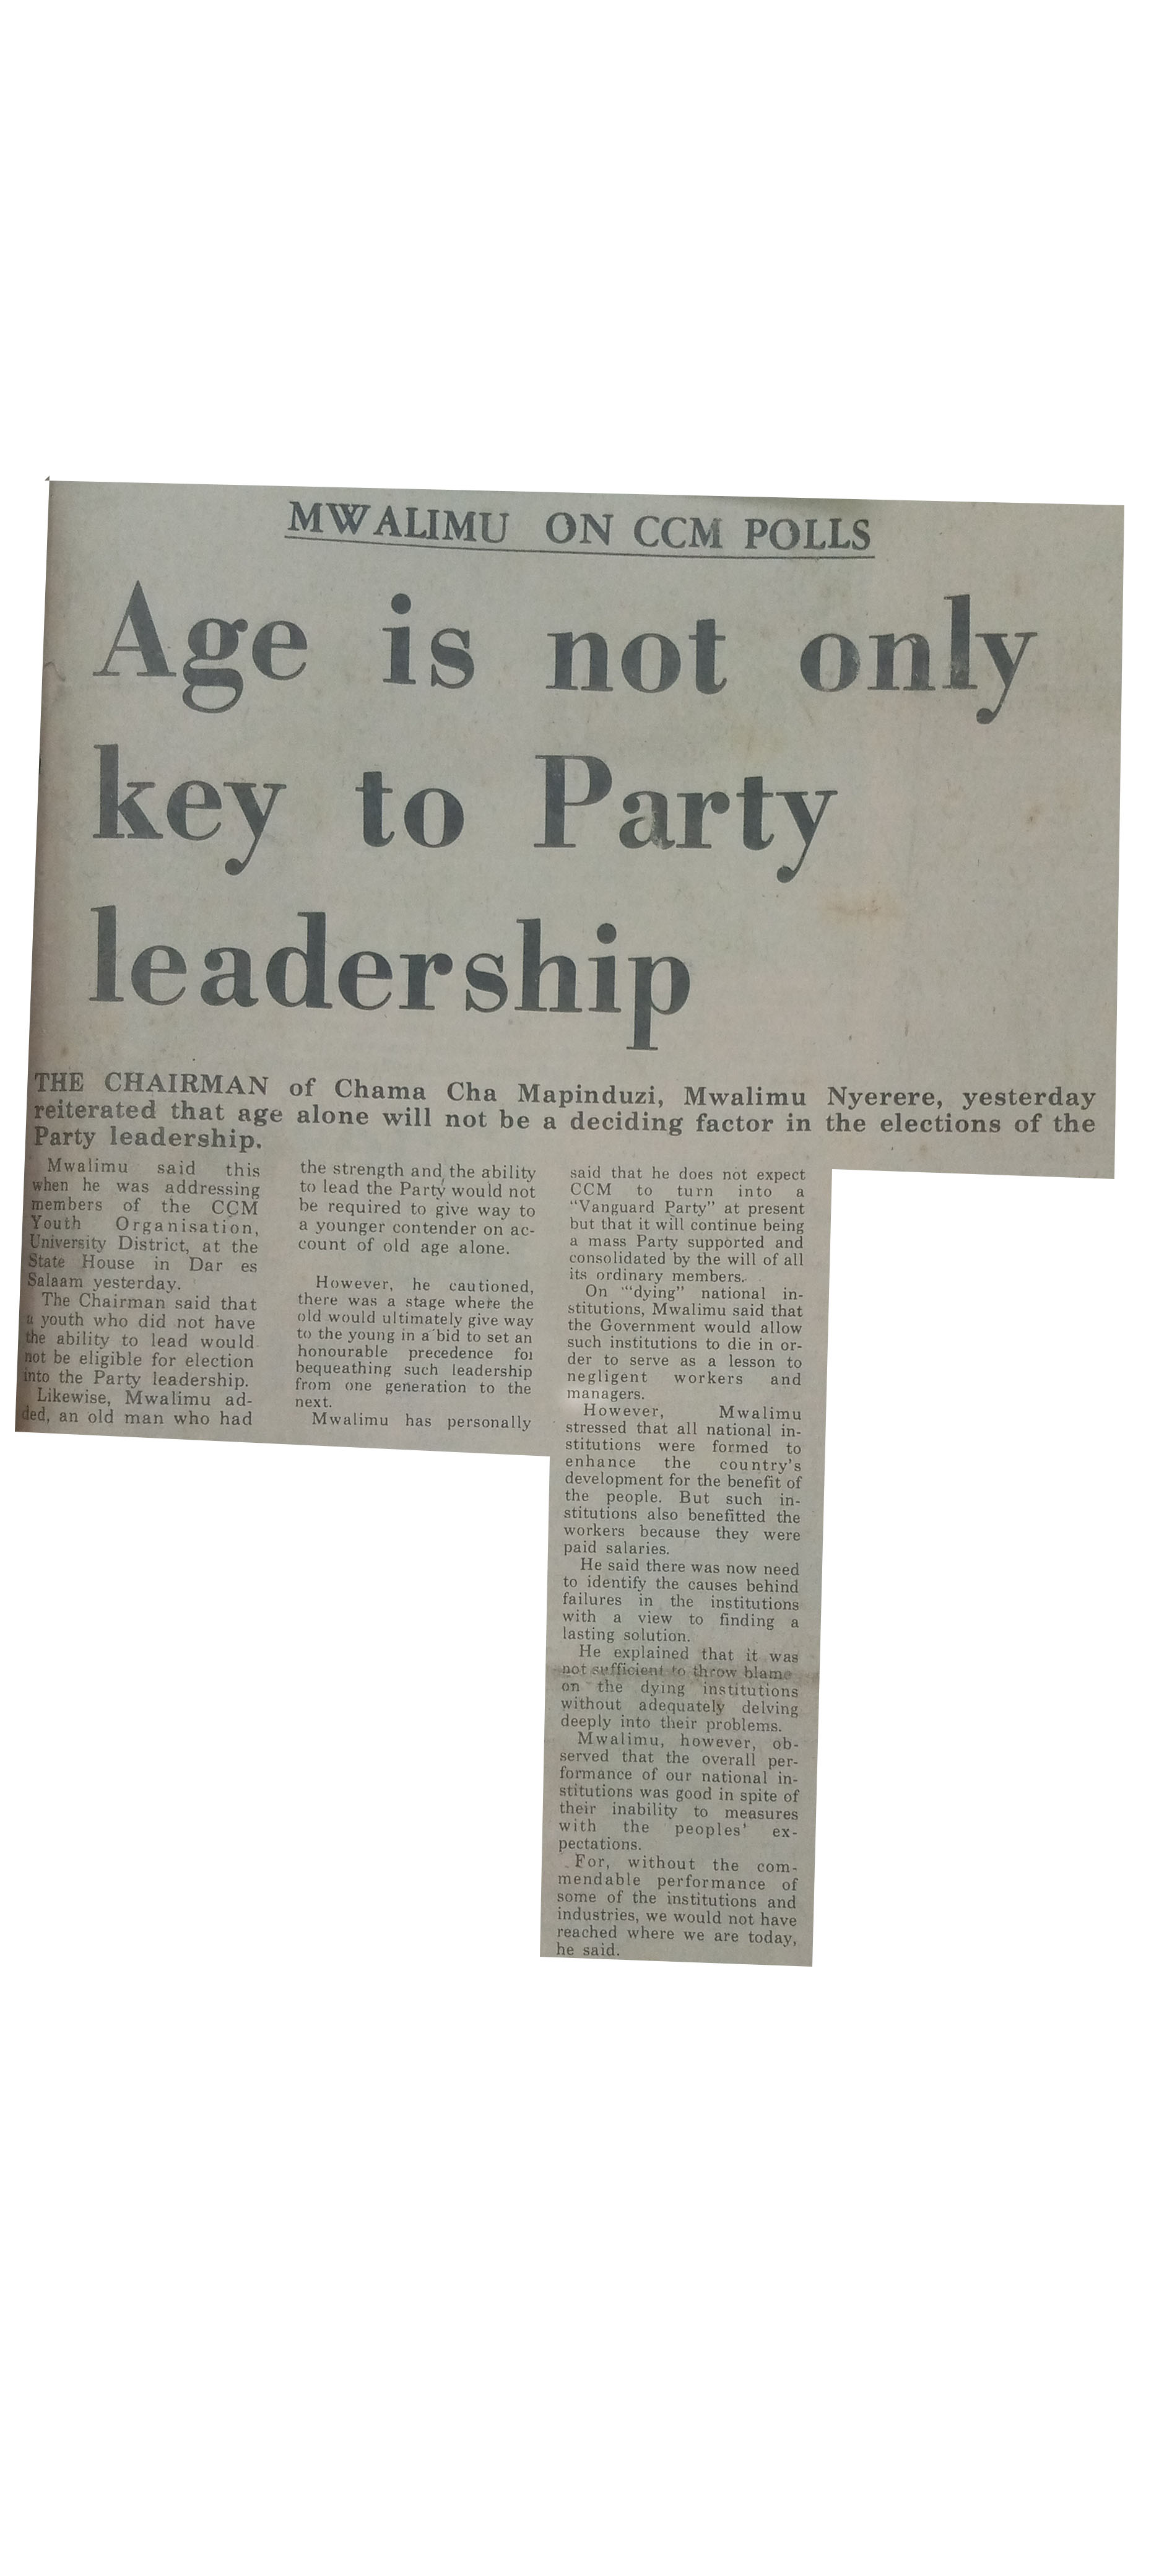 MWALIMU ON CCM POLLS
Age is not only
key to Party
leadership
THE CHAIRMAN of Chama Cha Mapinduzi, Mwalimu Nyerere, yesterday
reiterated that age alone will not be a deciding factor in the elections of the
Party leadership.
Mwalimu said this
when he was addressing
members of the CCM
Youth Organisation,
University District, at the
State House in Dar es
Salaam yesterday.
The Chairman said that
a youth who did not have
the ability to lead would
not be eligible for election
into the Party leadership.
Likewise, Mwalimu ad-
ded, an old man who had
the strength and the ability
to lead the Party would not
be required to give way to
a younger contender on ac-
count of old age alone.
However, he cautioned,
there was a stage where the
old would ultimately give way
to the young in a bid to set an
honourable precedence for
bequeathing such leadership
from one generation to the
next.
Mwalimu has personally
said that he does not expect
CCM to turn into a
"Vanguard Party" at present
but that it will continue being
a mass Party supported and
consolidated by the will of all
its ordinary members.
On "dying" national in-
stitutions, Mwalimu said that
the Government would allow
such institutions to die in or-
der to serve as a lesson to
negligent workers and
managers.
However, Mwalimu
stressed that all national in-
stitutions were formed to
enhance the country's
development for the benefit of
the people. But such in-
stitutions also benefitted the
workers because they were
paid salaries.
He said there was now need
to identify the causes behind
failures in the institutions
with a view to finding a
lasting solution.
He explained that it was
not sufficient to throw blame
on the dying institutions
without adequately delving
deeply into their problems.
Mwalimu, however, ob-
served that the overall per-
formance of our national in-
stitutions was good in spite of
their inability to measures
with the peoples' ex-
pectations.
For, without the com-
mendable performance of
some of the institutions and
industries, we would not have
reached where we are today,
he said.